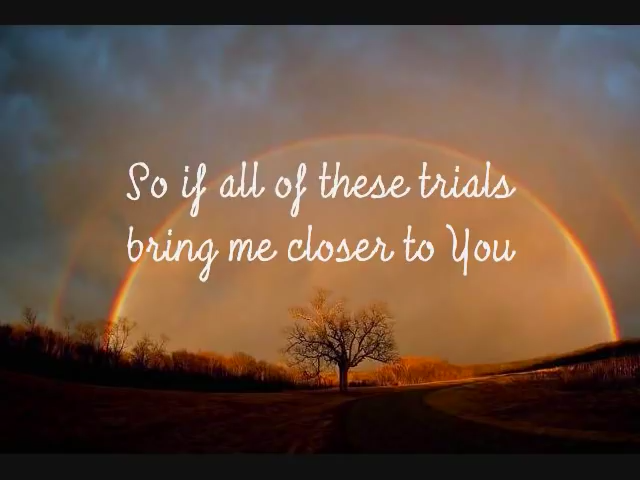 So if all of these trials
bring me closer to You